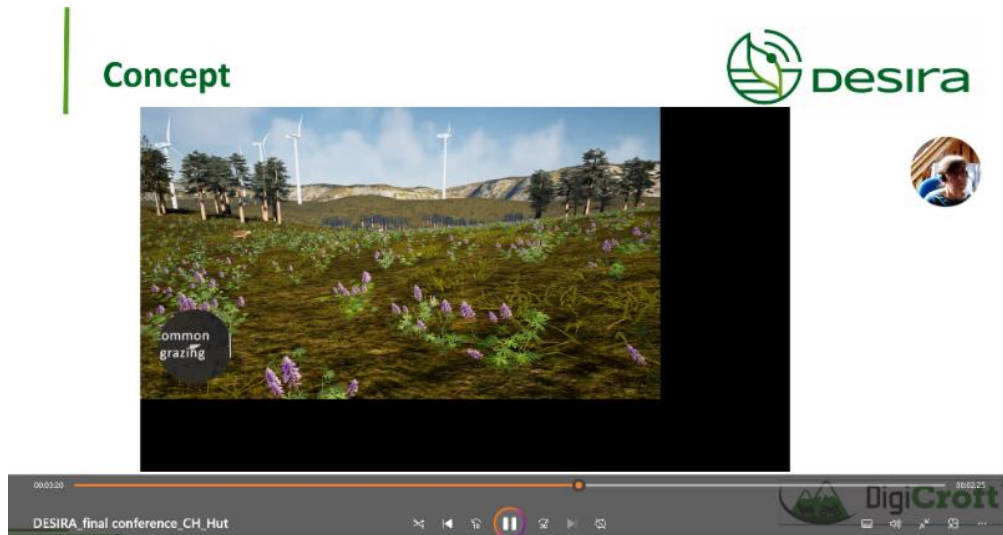 Concept
DESIRA
common
grazing
00:03:20
00:02:25
DigiCroft
DESIRA_final conference_CH_Hut